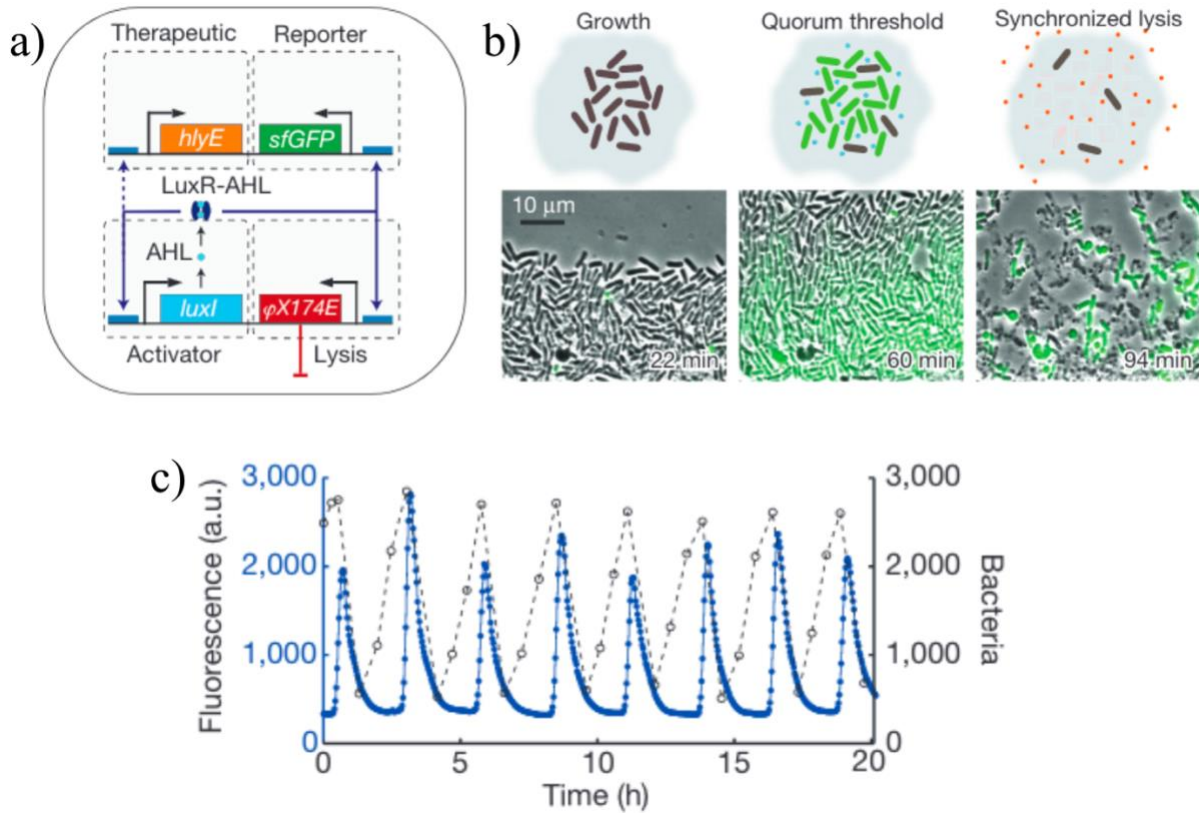 a)
Therapeutic Reporter
hlyE sfGFP
LuxR-AHL
AHL
luxI φX174E
Activator Lysis
b)
Growth Quorum threshold Synchronized lysis
10 μm
22 min 60 min 94 min
c)
Fluorescence (a.u.)
3,000
2,000
1,000
0
3,000
2,000
1,000
0
Bacteria
0 5 10 15 20
Time (h)